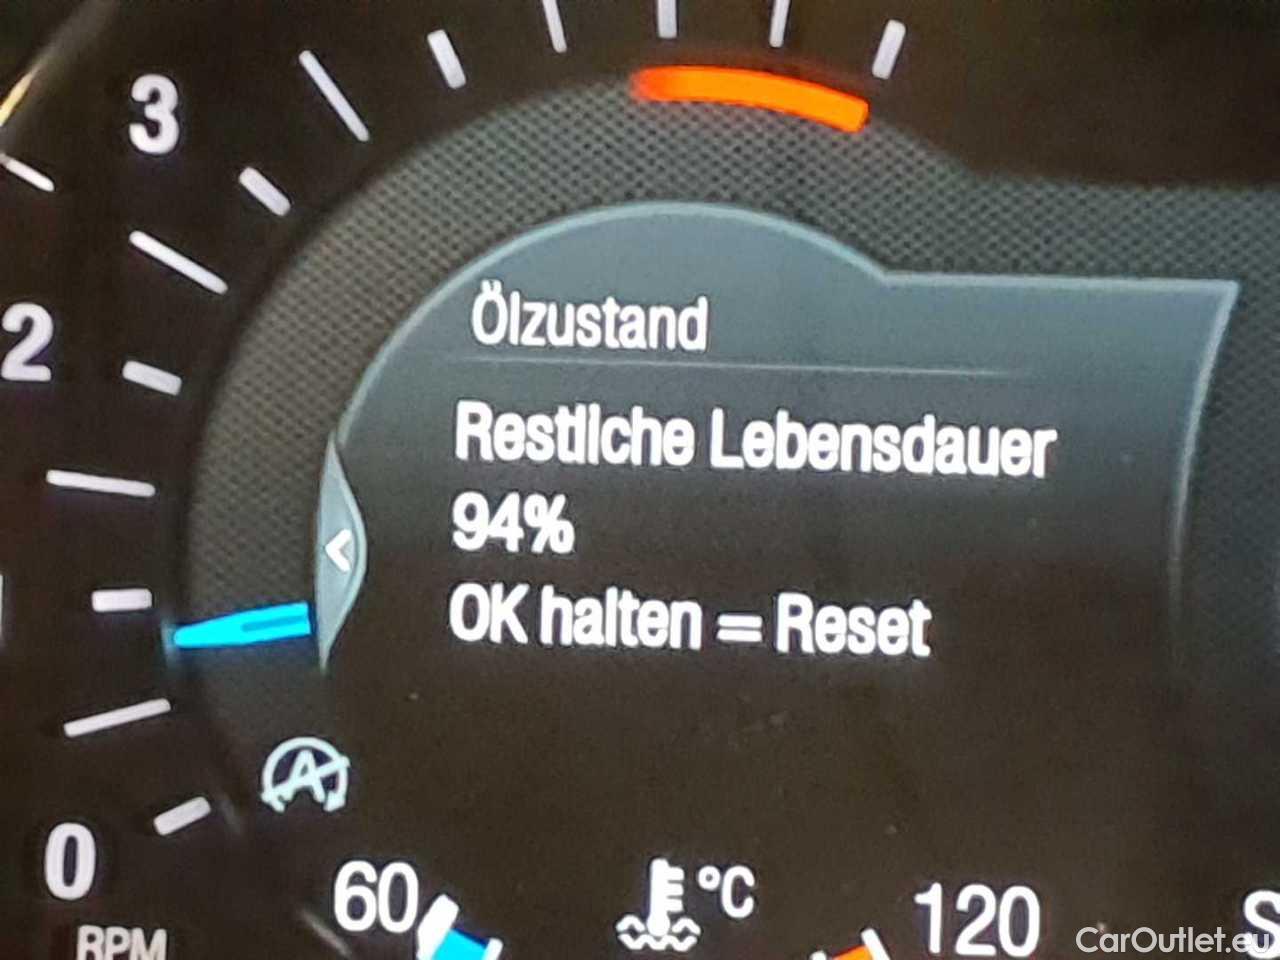 3
2
Ölzustand
Restliche Lebensdauer
94%
OK halten = Reset
A
0
60
°C
120
S
RPM
CarOutlet.eu